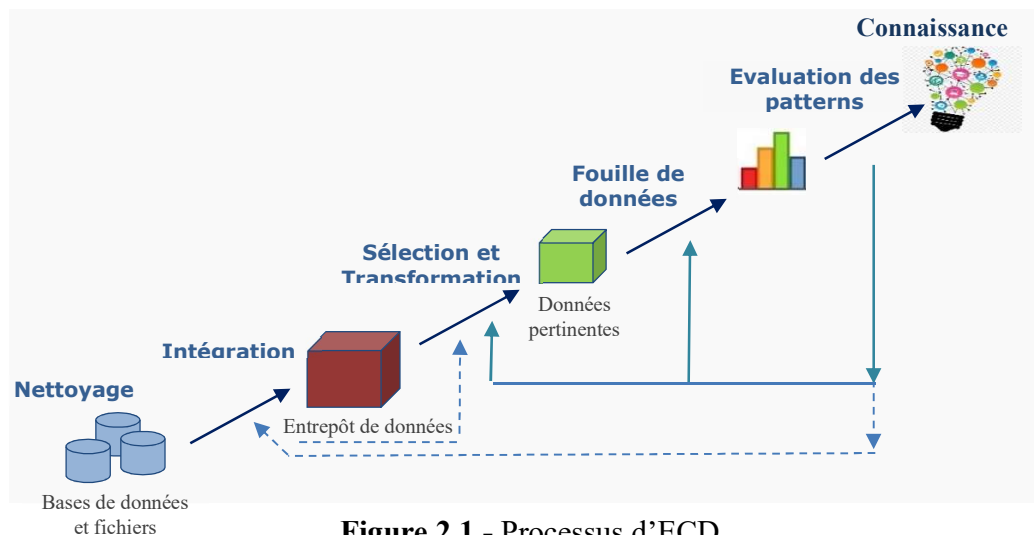 Connaissance
Evaluation des
patterns
Fouille de
données
Sélection et
Transformation
Données
pertinentes
Intégration
Entrepôt de données
Nettoyage
Bases de données
et fichiers
Figure 2.1 - Processus d'ECD